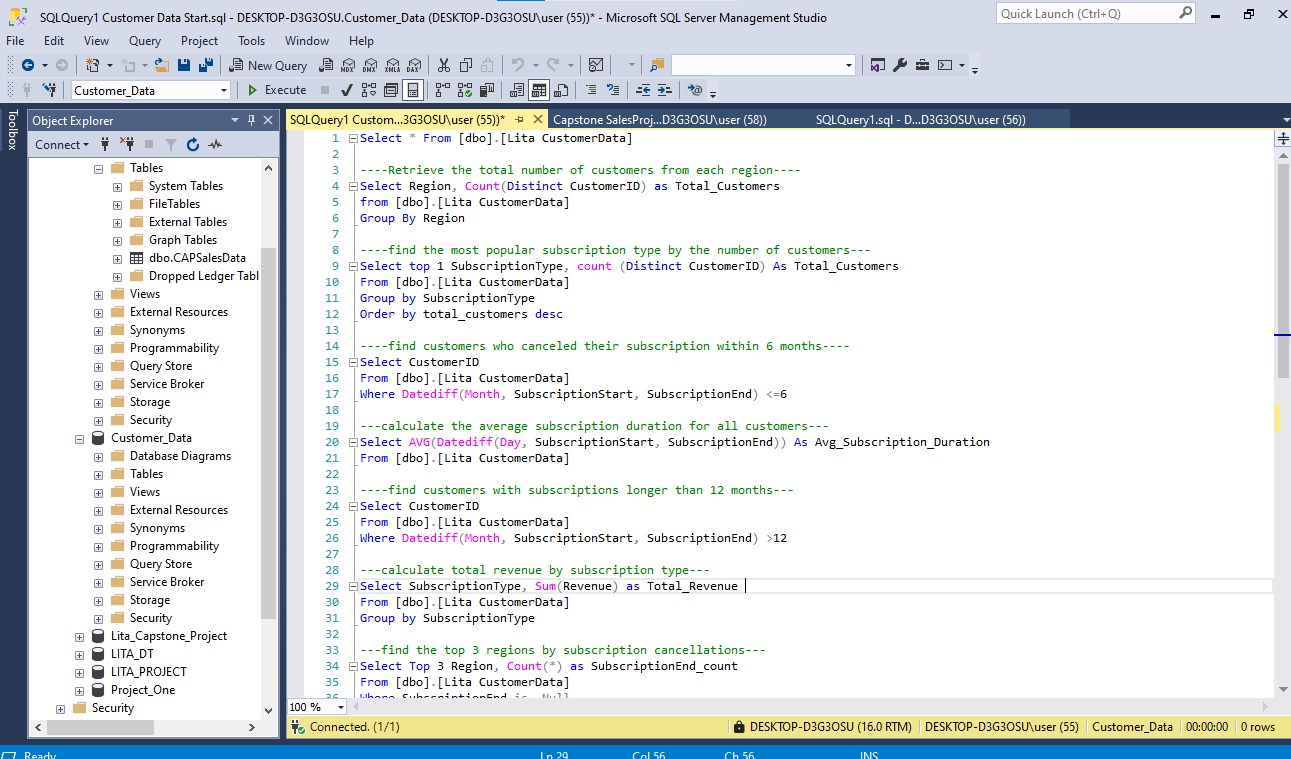 SQLQuery1 Customer Data Start.sql - DESKTOP-D3G3OSU.Customer_Data (DESKTOP-D3G3OSU\user (55))* - Microsoft SQL Server Management Studio
Quick Launch (Ctrl+Q)
File Edit View Query Project Tools Window Help
New Query MDX DMX XMLA DAX
Customer_Data Execute
Toolbox
Object Explorer
Connect
Tables
System Tables
FileTables
External Tables
Graph Tables
dbo.CAPSalesData
Dropped Ledger Tabl
Views
External Resources
Synonyms
Programmability
Query Store
Service Broker
Storage
Security
Customer_Data
Database Diagrams
Tables
Views
External Resources
Synonyms
Programmability
Query Store
Service Broker
Storage
Security
Lita_Capstone_Project
LITA_DT
LITA_PROJECT
Project_One
Security
SQLQuery1 Custom...3G3OSU\user (55))* Capstone SalesProj...D3G3OSU\user (58)) SQLQuery1.sql - D...D3G3OSU\user (56))
1 Select * From [dbo].[Lita CustomerData]
2
3 ----Retrieve the total number of customers from each region----
4 Select Region, Count(Distinct CustomerID) as Total_Customers
5 from [dbo].[Lita CustomerData]
6 Group By Region
7
8 ----find the most popular subscription type by the number of customers---
9 Select top 1 SubscriptionType, count (Distinct CustomerID) As Total_Customers
10 From [dbo].[Lita CustomerData]
11 Group by SubscriptionType
12 Order by total_customers desc
13
14 ----find customers who canceled their subscription within 6 months----
15 Select CustomerID
16 From [dbo].[Lita CustomerData]
17 Where Datediff(Month, SubscriptionStart, SubscriptionEnd) <=6
18
19 ---calculate the average subscription duration for all customers---
20 Select AVG(Datediff(Day, SubscriptionStart, SubscriptionEnd)) As Avg_Subscription_Duration
21 From [dbo].[Lita CustomerData]
22
23 ----find customers with subscriptions longer than 12 months---
24 Select CustomerID
25 From [dbo].[Lita CustomerData]
26 Where Datediff(Month, SubscriptionStart, SubscriptionEnd) >12
27
28 ---calculate total revenue by subscription type---
29 Select SubscriptionType, Sum(Revenue) as Total_Revenue
30 From [dbo].[Lita CustomerData]
31 Group by SubscriptionType
32
33 ---find the top 3 regions by subscription cancellations---
34 Select Top 3 Region, Count(*) as SubscriptionEnd_count
35 From [dbo].[Lita CustomerData]
36 Where SubscriptionEnd is Null
100 %
Connected. (1/1) DESKTOP-D3G3OSU (16.0 RTM) DESKTOP-D3G3OSU\user (55) Customer_Data 00:00:00 0 rows
Ready Ln 29 Col 56 Ch 56 INS